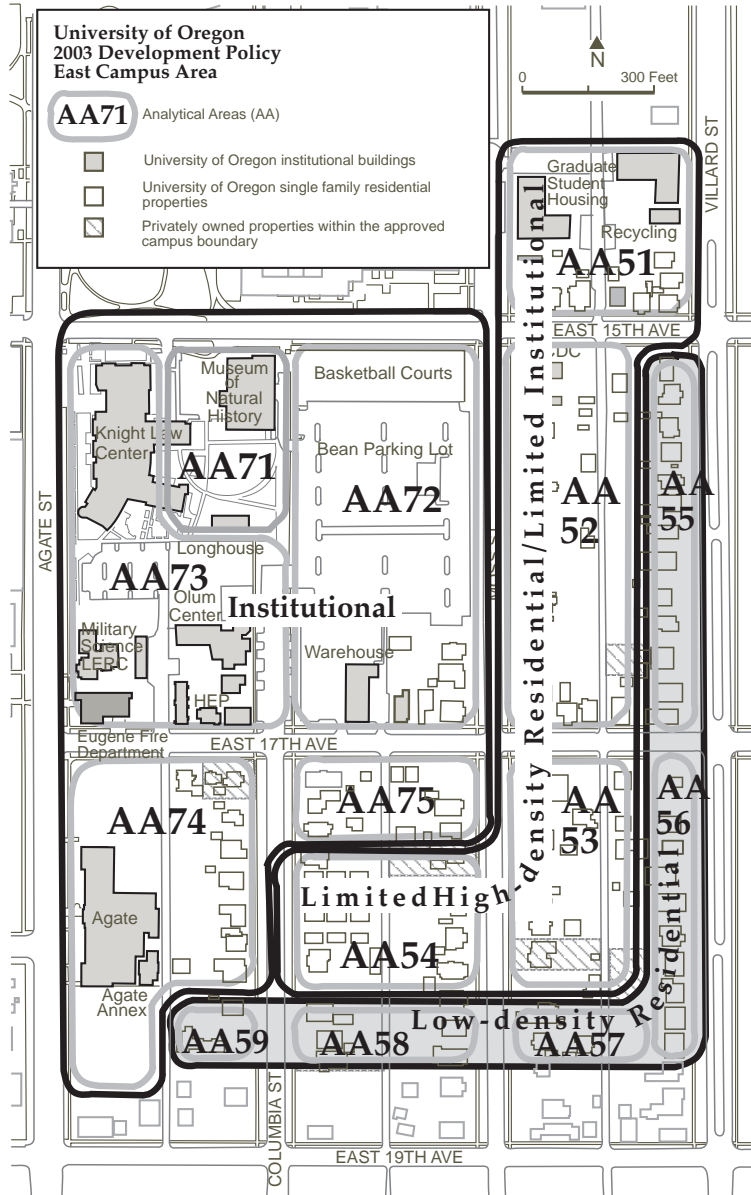 University of Oregon
2003 Development Policy
East Campus Area
AA71
Analytical Areas (AA)
University of Oregon institutional buildings
University of Oregon single family residential
properties
Privately owned properties within the approved
campus boundary
N
0
300 Feet
VILLARD ST
Graduate
Student
Housing
Recycling
AA51
EAST 15TH AVE
Museum
of
Natural
History
Basketball Courts
CDC
Knight Law
Center
Bean Parking Lot
AA71
AA72
AA
52
AA
55
AGATE ST
Longhouse
AA73
Olum
Center
Institutional
Limited High-density Residential/Limited Institutional
Military
Science
LERC
Warehouse
HEP
Eugene Fire
Department
EAST 17TH AVE
AA74
AA75
AA
53
AA
56
Agate
AA54
Agate
Annex
Low-density Residential
AA59
AA58
AA57
COLUMBIA ST
EAST 19TH AVE